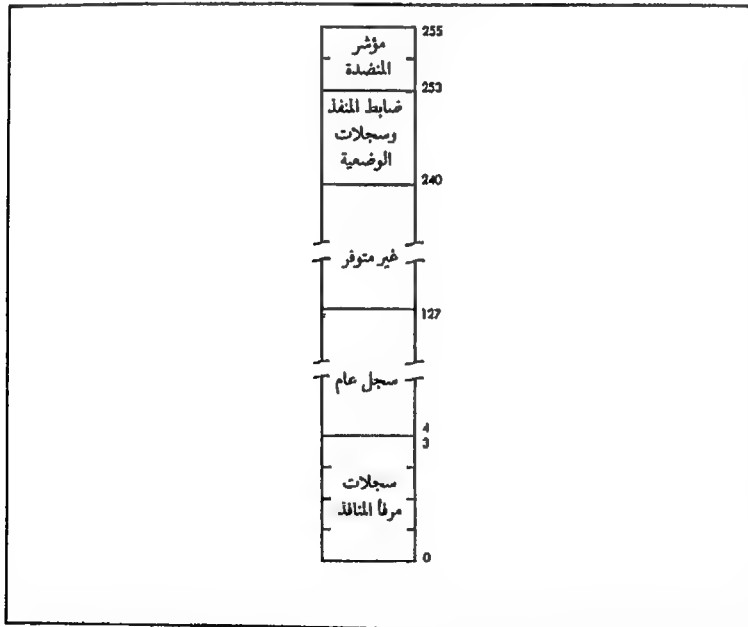 255
مؤشر
المنضدة
253
ضابط المنفذ
وسجلات
الوضعية
240
غير متوفر
127
سجل عام
4
3
سجلات
مرفأ المنافذ
0